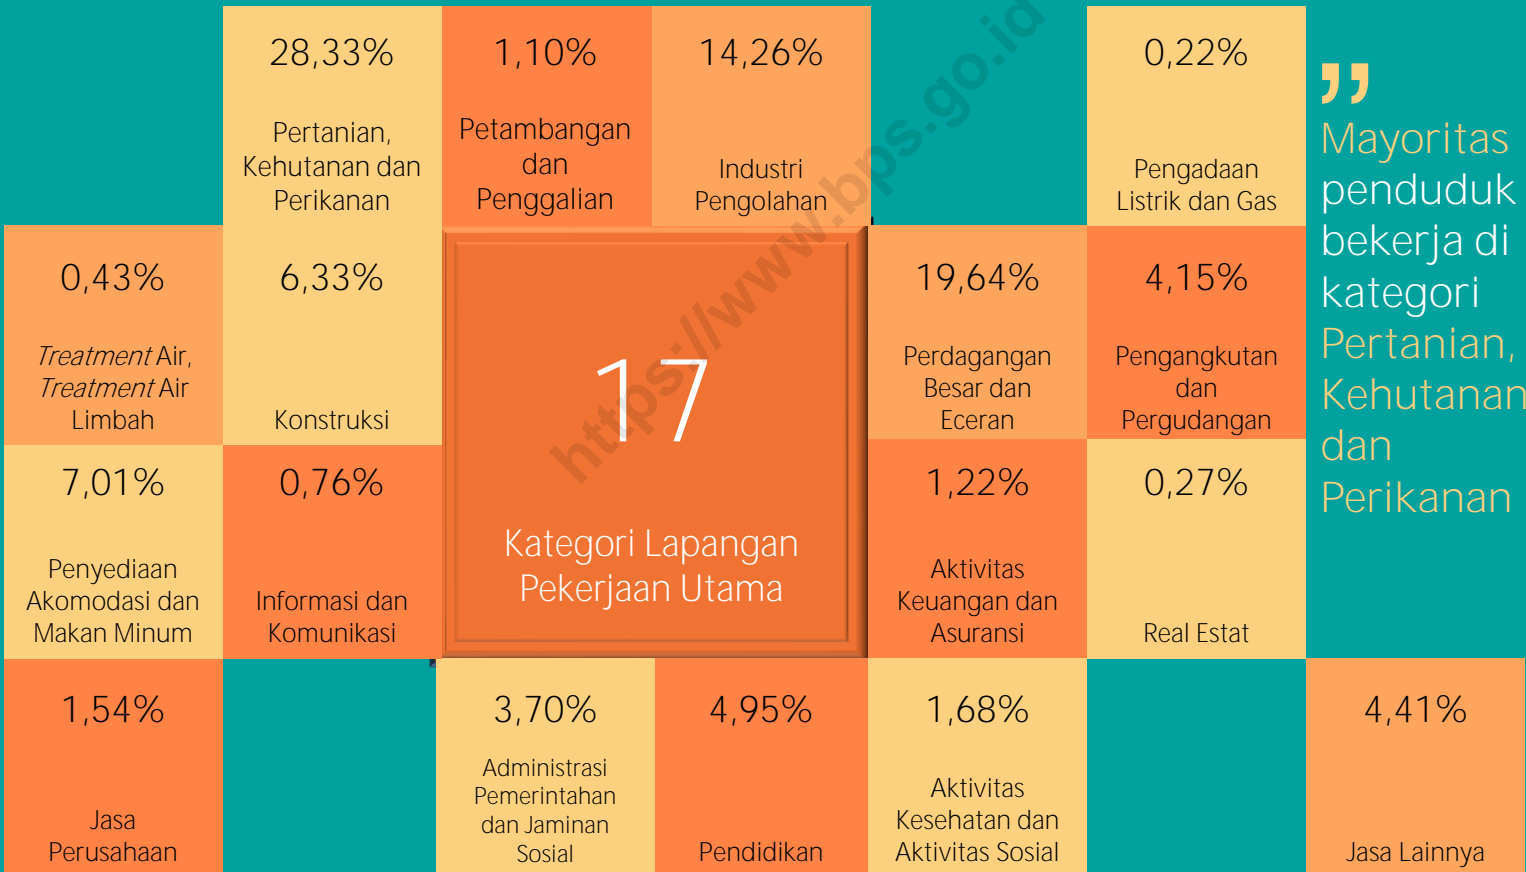 28,33%
Pertanian,
Kehutanan dan
Perikanan
1,10%
Petambangan
dan
Penggalian
14,26%
Industri
Pengolahan
0,22%
Pengadaan
Listrik dan Gas
”
Mayoritas
penduduk
bekerja di
kategori
Pertanian,
Kehutanan
dan
Perikanan
0,43%
Treatment Air,
Treatment Air
Limbah
6,33%
Konstruksi
17
Kategori Lapangan
Pekerjaan Utama
19,64%
Perdagangan
Besar dan
Eceran
4,15%
Pengangkutan
dan
Pergudangan
7,01%
Penyediaan
Akomodasi dan
Makan Minum
0,76%
Informasi dan
Komunikasi
1,22%
Aktivitas
Keuangan dan
Asuransi
0,27%
Real Estat
1,54%
Jasa
Perusahaan
3,70%
Administrasi
Pemerintahan
dan Jaminan
Sosial
4,95%
Pendidikan
1,68%
Aktivitas
Kesehatan dan
Aktivitas Sosial
4,41%
Jasa Lainnya
https://www.bps.go.id